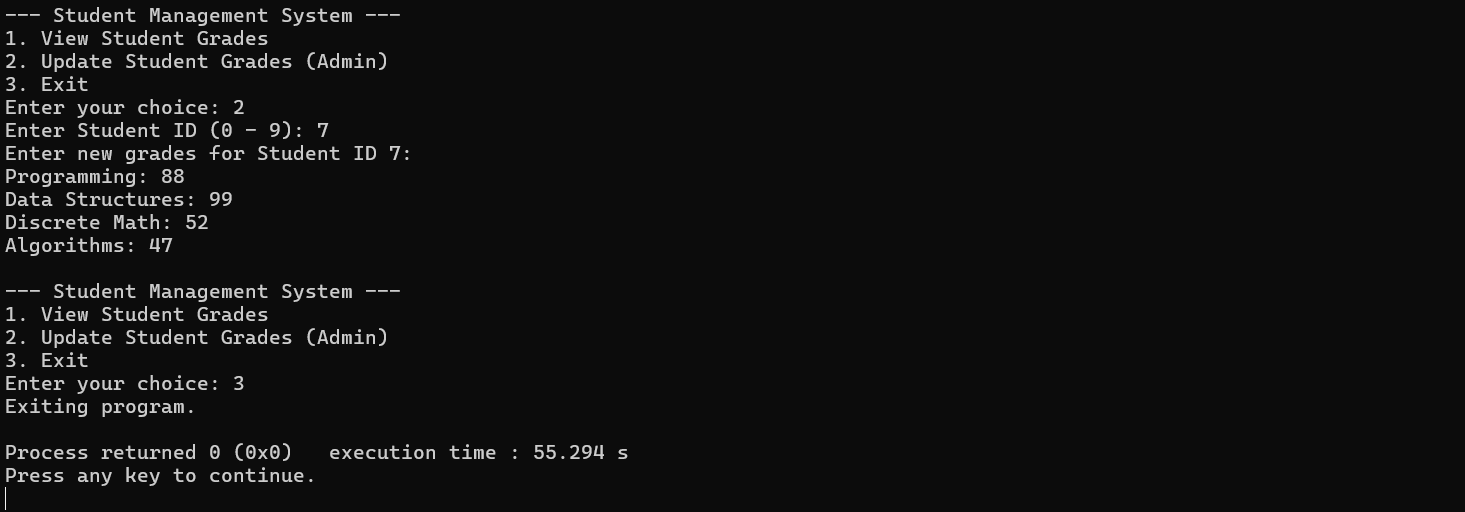 --- Student Management System ---
1. View Student Grades
2. Update Student Grades (Admin)
3. Exit
Enter your choice: 2
Enter Student ID (0 - 9): 7
Enter new grades for Student ID 7:
Programming: 88
Data Structures: 99
Discrete Math: 52
Algorithms: 47

--- Student Management System ---
1. View Student Grades
2. Update Student Grades (Admin)
3. Exit
Enter your choice: 3
Exiting program.

Process returned 0 (0x0)   execution time : 55.294 s
Press any key to continue.